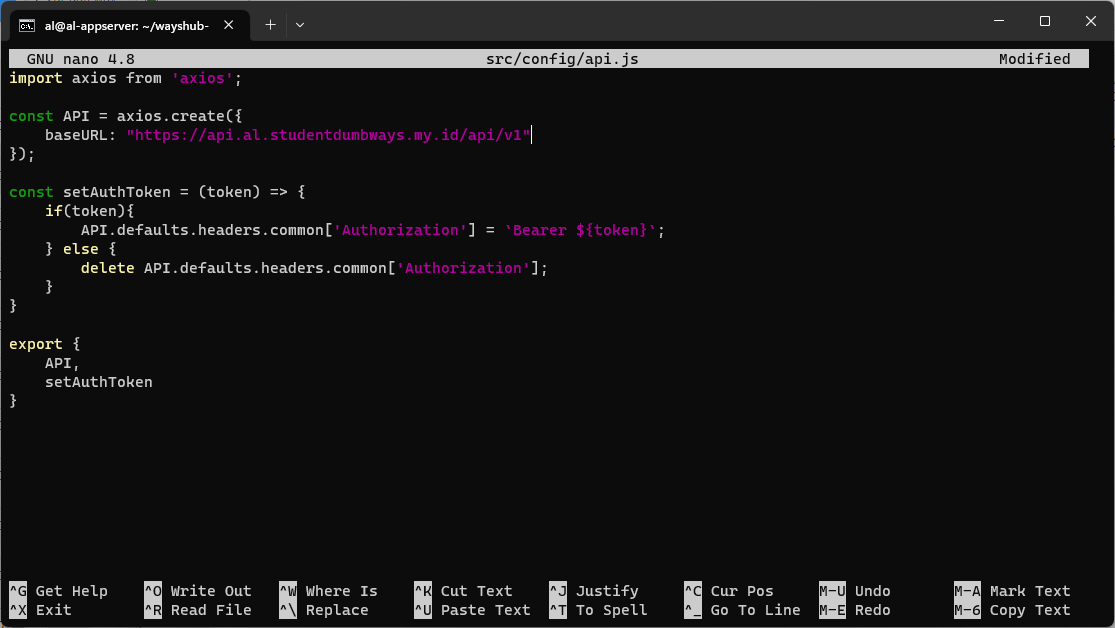 al@al-appserver: ~/wayshub-
GNU nano 4.8 src/config/api.js Modified
import axios from 'axios';
const API = axios.create({
    baseURL: "https://api.al.studentdumbways.my.id/api/v1"
});
const setAuthToken = (token) => {
    if(token){
        API.defaults.headers.common['Authorization'] = `Bearer ${token}`;
    } else {
        delete API.defaults.headers.common['Authorization'];
    }
}
export {
    API,
    setAuthToken
}
^G Get Help ^O Write Out ^W Where Is ^K Cut Text ^J Justify ^C Cur Pos M-U Undo M-A Mark Text
^X Exit ^R Read File ^\ Replace ^U Paste Text ^T To Spell ^_ Go To Line M-E Redo M-6 Copy Text